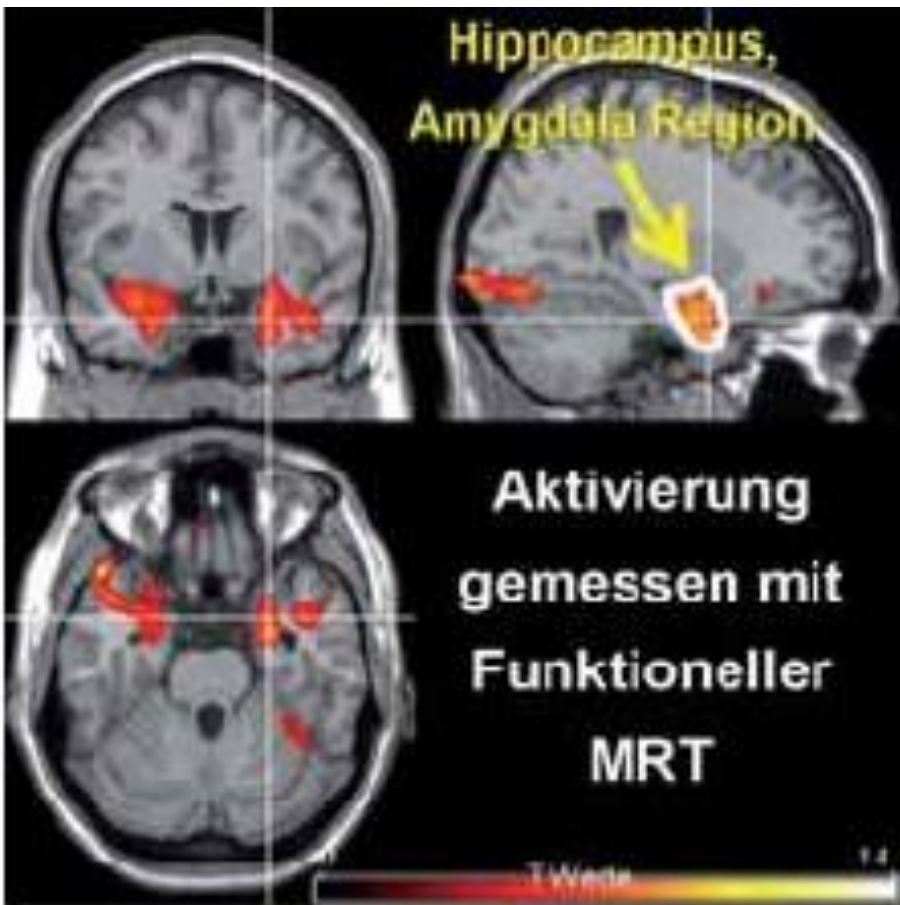 Hippocampus,
Amygdala Region
Aktivierung
gemessen mit
Funktioneller
MRT
14
T Werte